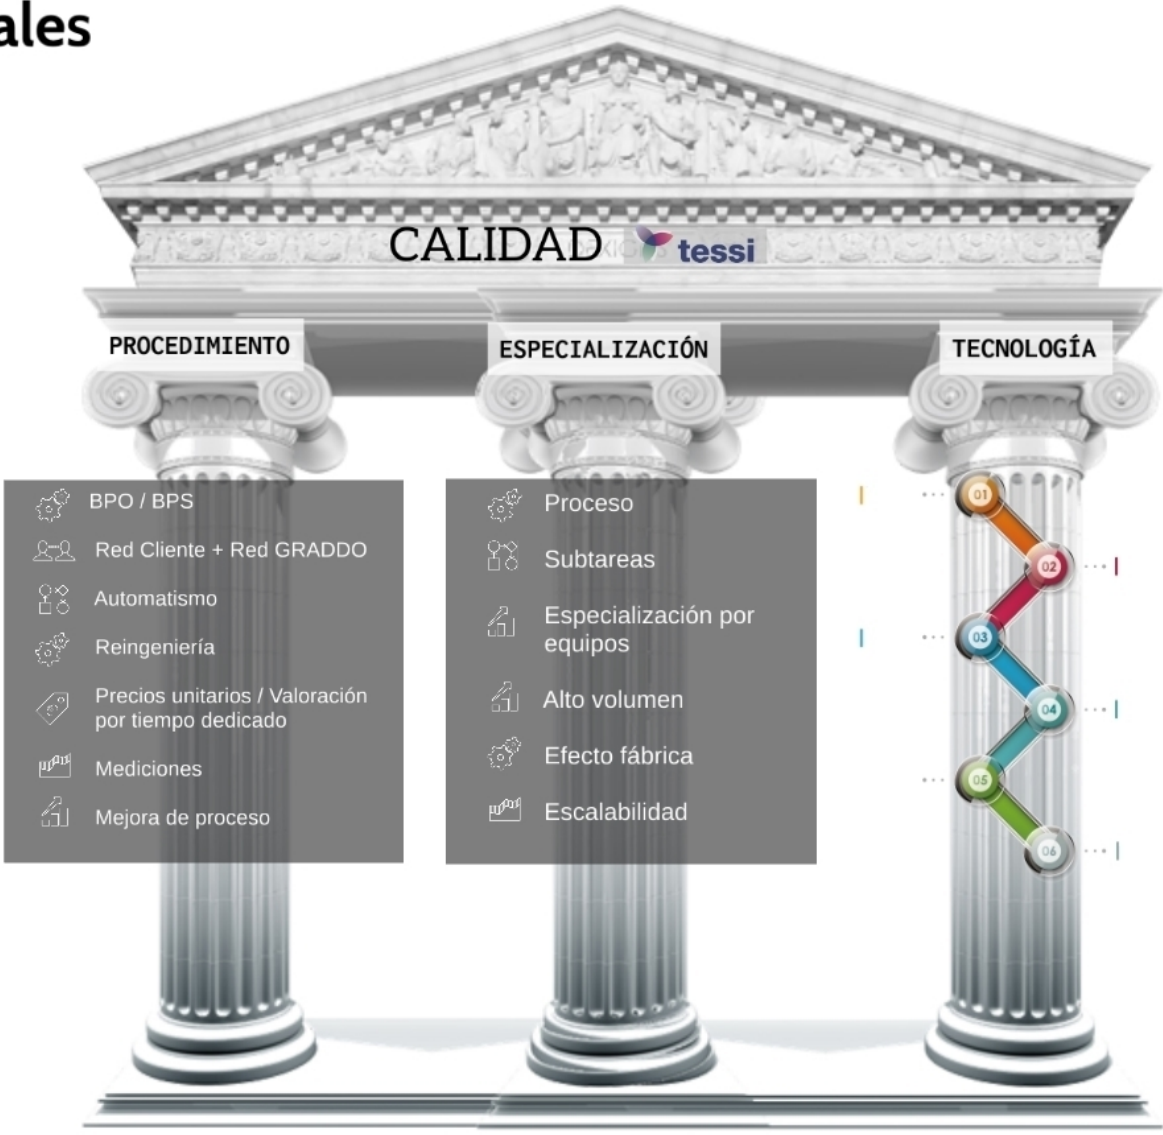 ales
CALIDAD tessi
PROCEDIMIENTO
ESPECIALIZACIÓN
TECNOLOGÍA
BPO / BPS
Red Cliente + Red GRADDO
Automatismo
Reingeniería
Precios unitarios / Valoración
por tiempo dedicado
Mediciones
Mejora de proceso
Proceso
Subtareas
Especialización por
equipos
Alto volumen
Efecto fábrica
Escalabilidad
01
02
03
04
05
06